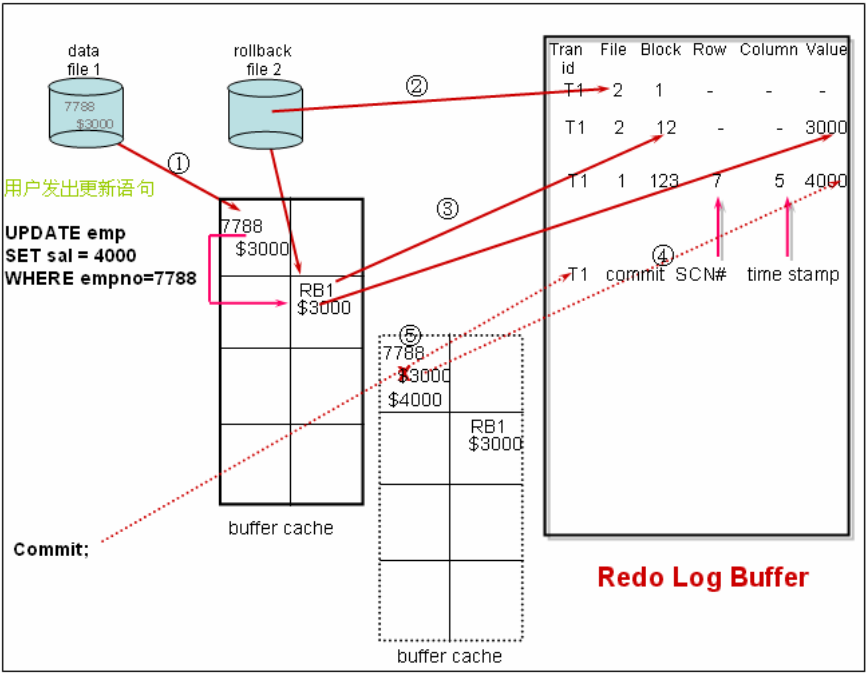 data
file 1
rollback
file 2
7788
$3000
①
②
用户发出更新语句
UPDATE emp
SET sal = 4000
WHERE empno=7788
7788
$3000
RB1
$3000
buffer cache
③
④
⑤
7788
$3000
$4000
RB1
$3000
buffer cache
Commit;
Tran File Block Row Column Value
id
T1 2 1 - - -
T1 2 12 - - 3000
T1 1 123 7 5 4000
T1 commit SCN# time stamp
Redo Log Buffer